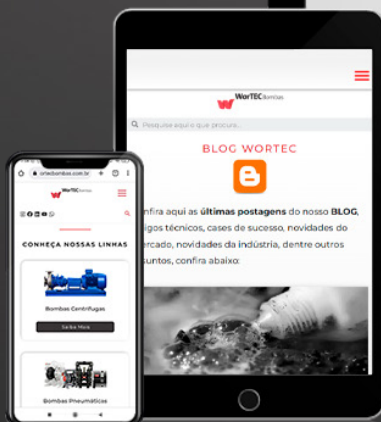 WorTEC Bombas
Pesquise aqui o que procura...
BLOG WORTEC
nfira aqui as últimas postagens do nosso BLOG,
igos técnicos, cases de sucesso, novidades do
ercado, novidades da indústria, dentre outros
suntos, confira abaixo:
ortecbombas.com.br
WorTEC Bombas
CONHEÇA NOSSAS LINHAS
Bombas Centrífugas
Saiba Mais
Bombas Pneumáticas